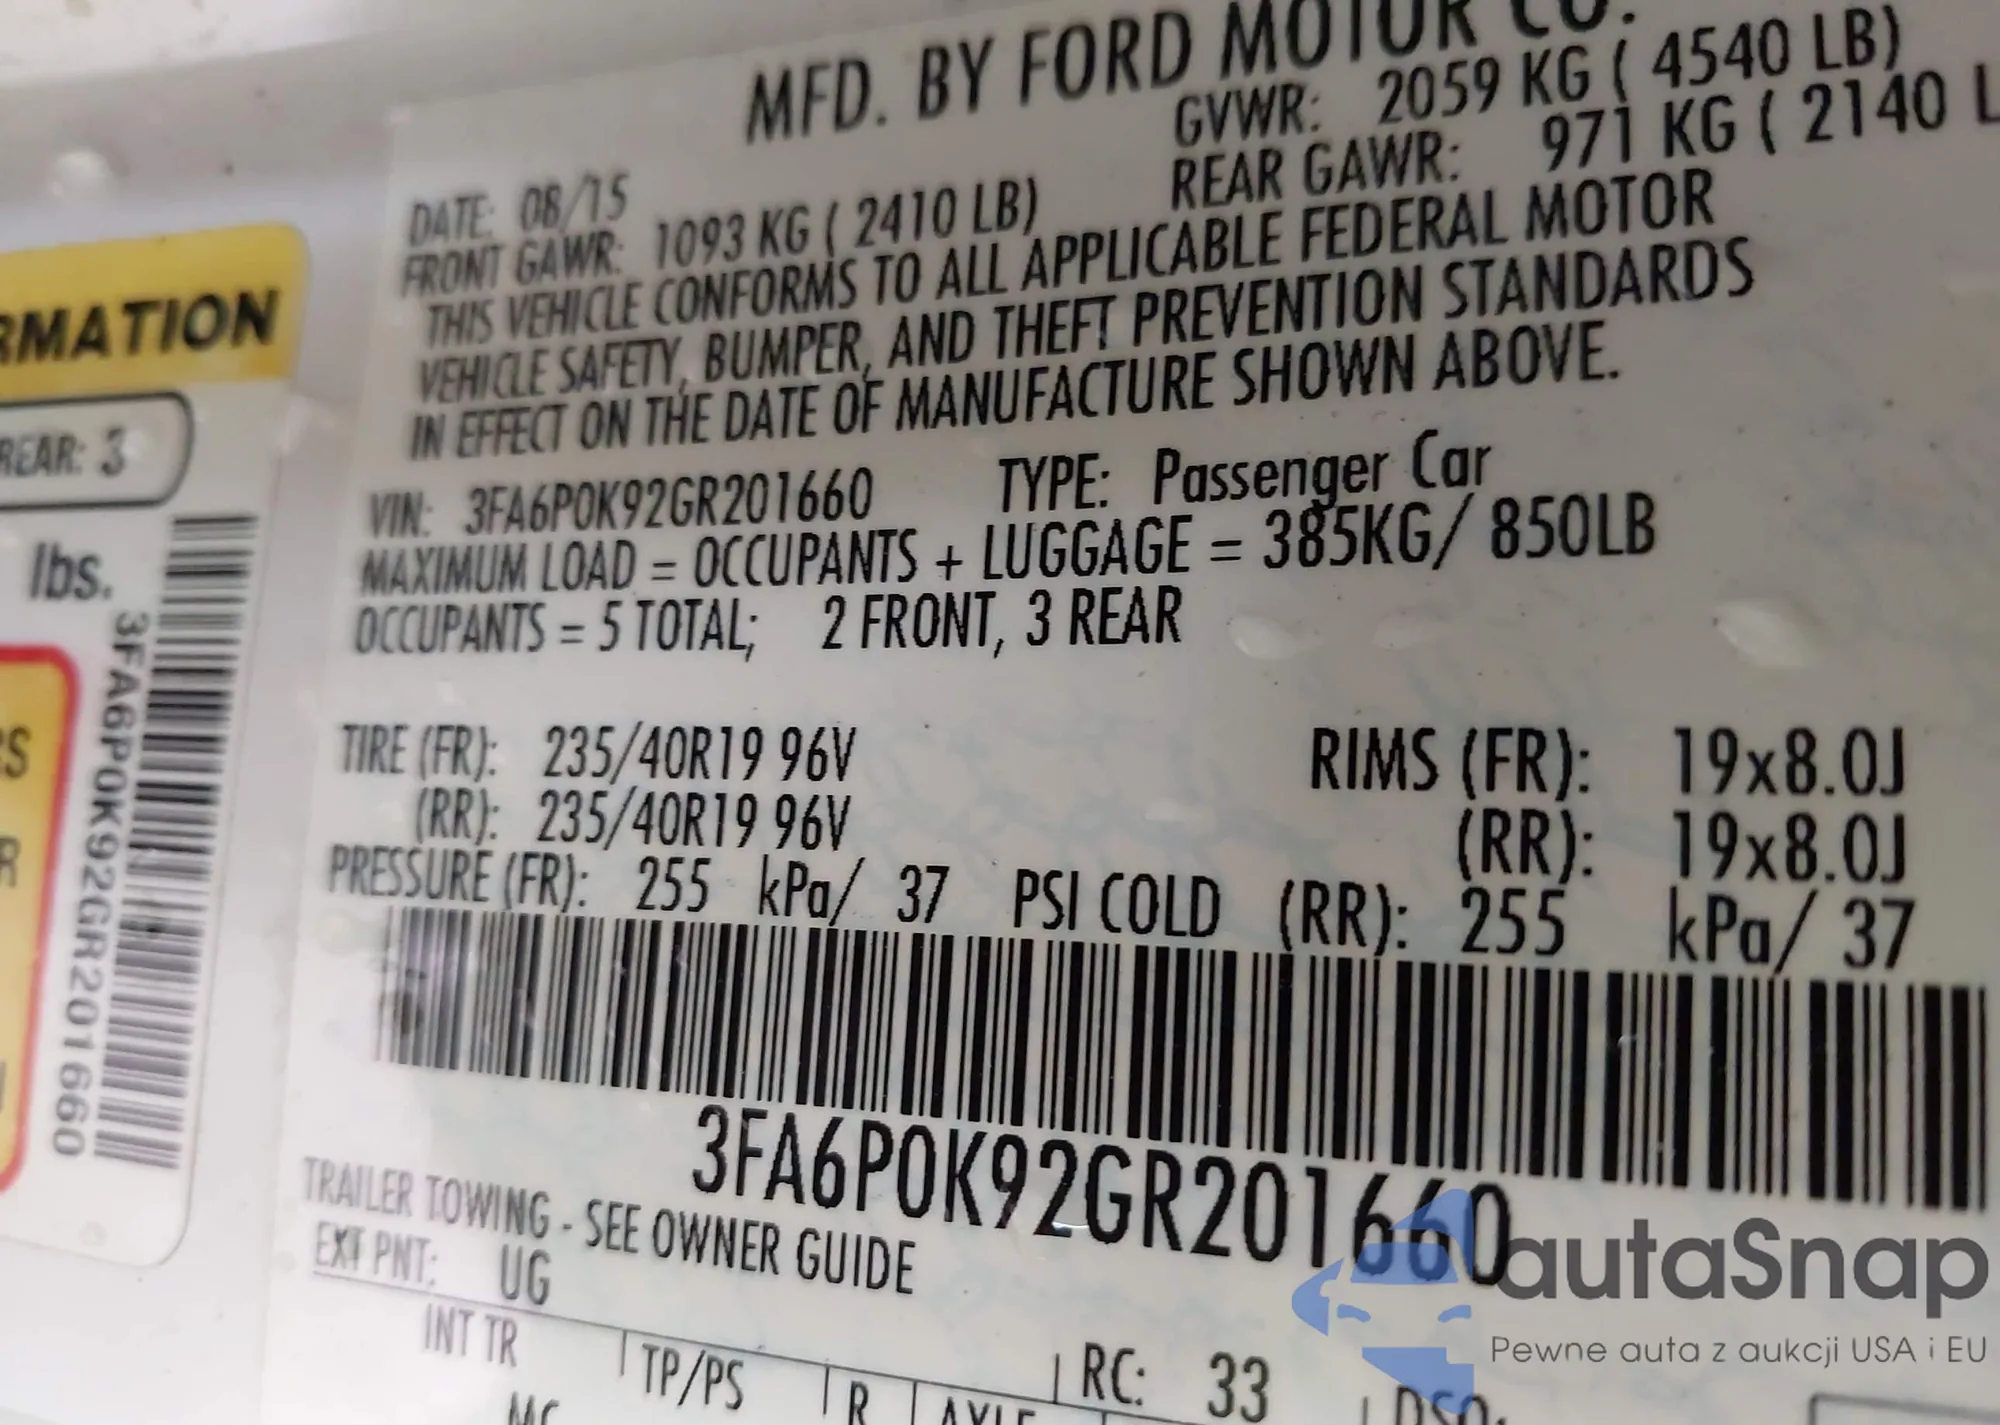 MFD. BY FORD MOTOR CO.
DATE: 08/15 GVWR: 2059 KG ( 4540 LB)
FRONT GAWR: 1093 KG ( 2410 LB) REAR GAWR: 971 KG ( 2140 L
THIS VEHICLE CONFORMS TO ALL APPLICABLE FEDERAL MOTOR
VEHICLE SAFETY, BUMPER, AND THEFT PREVENTION STANDARDS
IN EFFECT ON THE DATE OF MANUFACTURE SHOWN ABOVE.
VIN: 3FA6P0K92GR201660 TYPE: Passenger Car
MAXIMUM LOAD = OCCUPANTS + LUGGAGE = 385KG/ 850LB
OCCUPANTS = 5 TOTAL; 2 FRONT, 3 REAR
TIRE (FR): 235/40R19 96V RIMS (FR): 19x8.0J
(RR): 235/40R19 96V (RR): 19x8.0J
PRESSURE (FR): 255 kPa/ 37 PSI COLD (RR): 255 kPa/ 37
3FA6P0K92GR201660
TRAILER TOWING - SEE OWNER GUIDE
EXT PNT: UG
INT TR TP/PS R AXLE RC: 33 DSO:
RMATION
REAR: 3
lbs.
3FA6P0K92GR201660
RS
R
autaSnap
Pewne auta z aukcji USA i EU